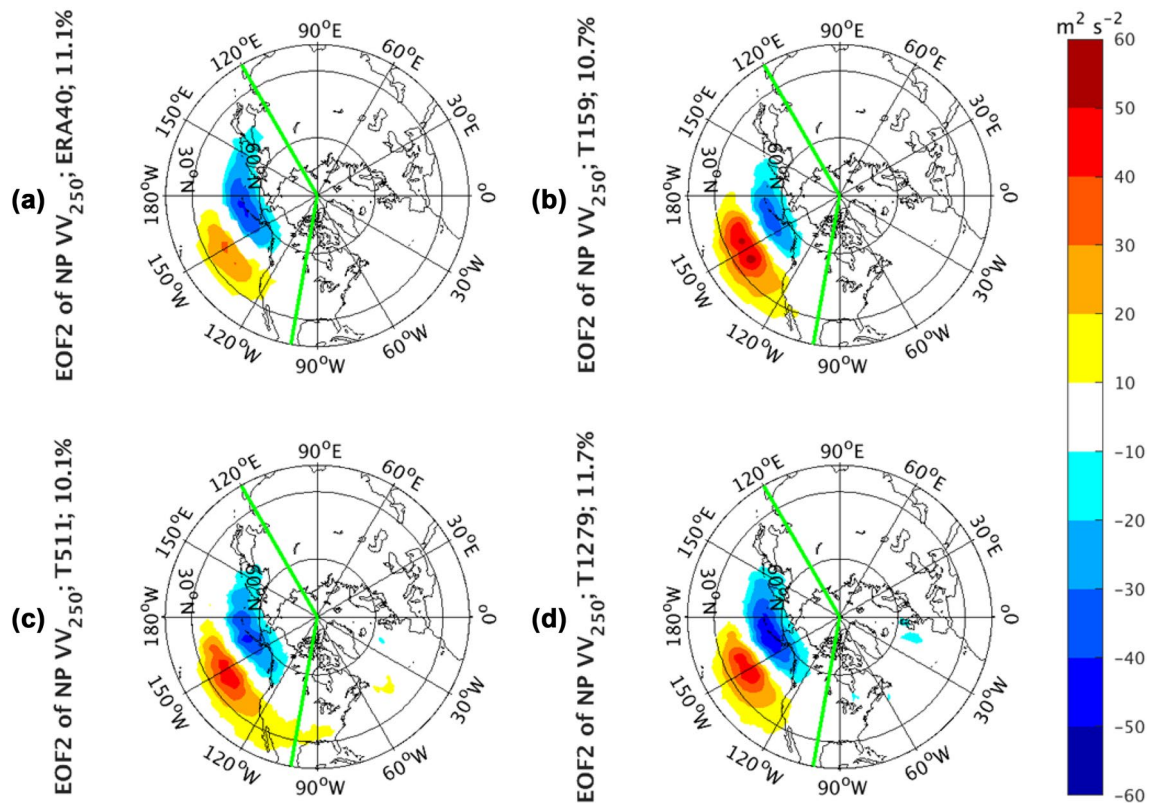 (a)
EOF2 of NP VV250; ERA40; 11.1%
90°E
120°E
60°E
150°E
30°E
180°W
0°
150°W
30°W
120°W
60°W
90°W
30°N
60°N
(b)
EOF2 of NP VV250; T159; 10.7%
90°E
120°E
60°E
150°E
30°E
180°W
0°
150°W
30°W
120°W
60°W
90°W
30°N
60°N
(c)
EOF2 of NP VV250; T511; 10.1%
90°E
120°E
60°E
150°E
30°E
180°W
0°
150°W
30°W
120°W
60°W
90°W
30°N
60°N
(d)
EOF2 of NP VV250; T1279; 11.7%
90°E
120°E
60°E
150°E
30°E
180°W
0°
150°W
30°W
120°W
60°W
90°W
30°N
60°N
m² s⁻²
60
50
40
30
20
10
-10
-20
-30
-40
-50
-60